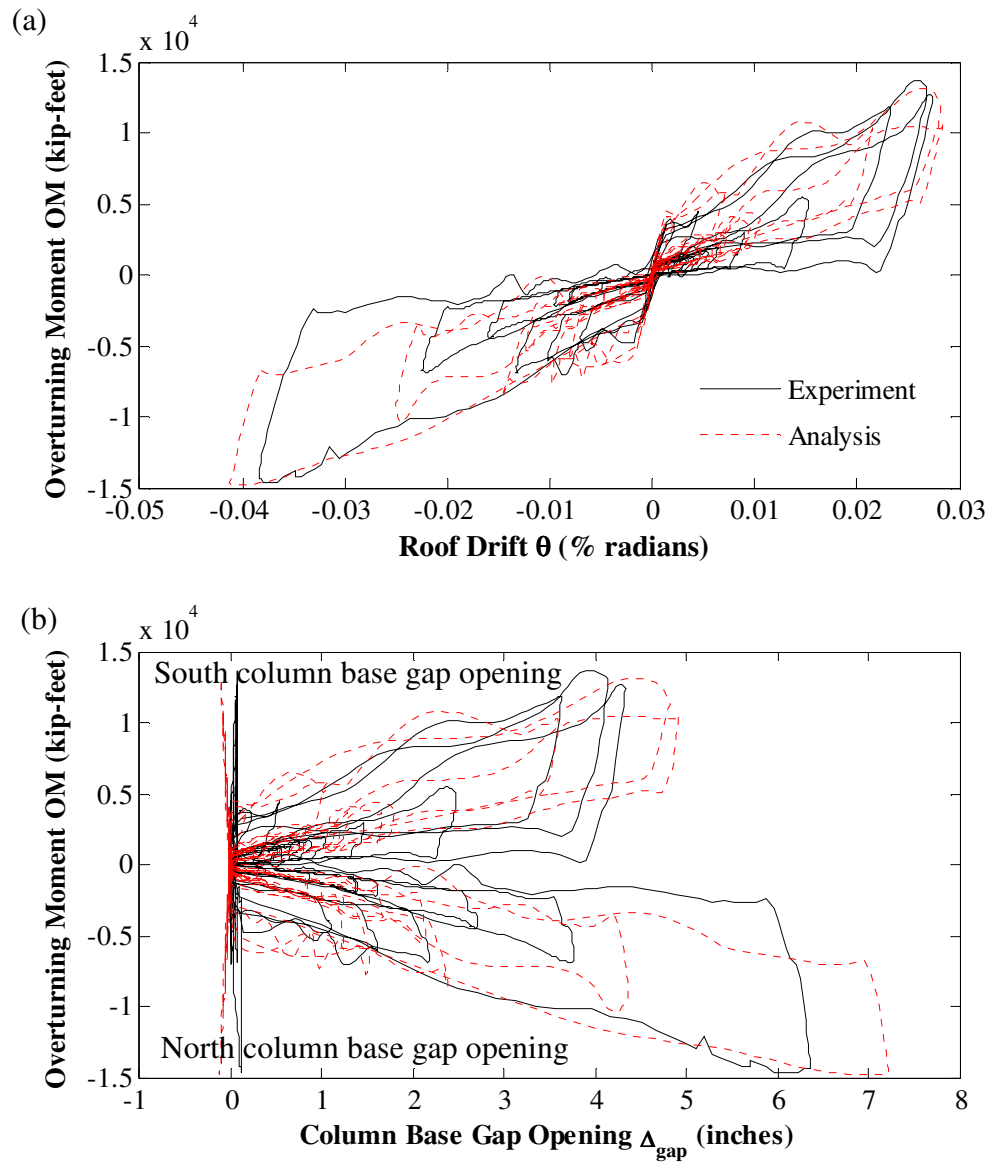 (a)
x 10^4
Overturning Moment OM (kip-feet)
1.5
1
0.5
0
-0.5
-1
-1.5
-0.05 -0.04 -0.03 -0.02 -0.01 0 0.01 0.02 0.03
Experiment
Analysis
Roof Drift θ (% radians)
(b)
x 10^4
Overturning Moment OM (kip-feet)
1.5
1
0.5
0
-0.5
-1
-1.5
South column base gap opening
North column base gap opening
-1 0 1 2 3 4 5 6 7 8
Column Base Gap Opening Δgap (inches)